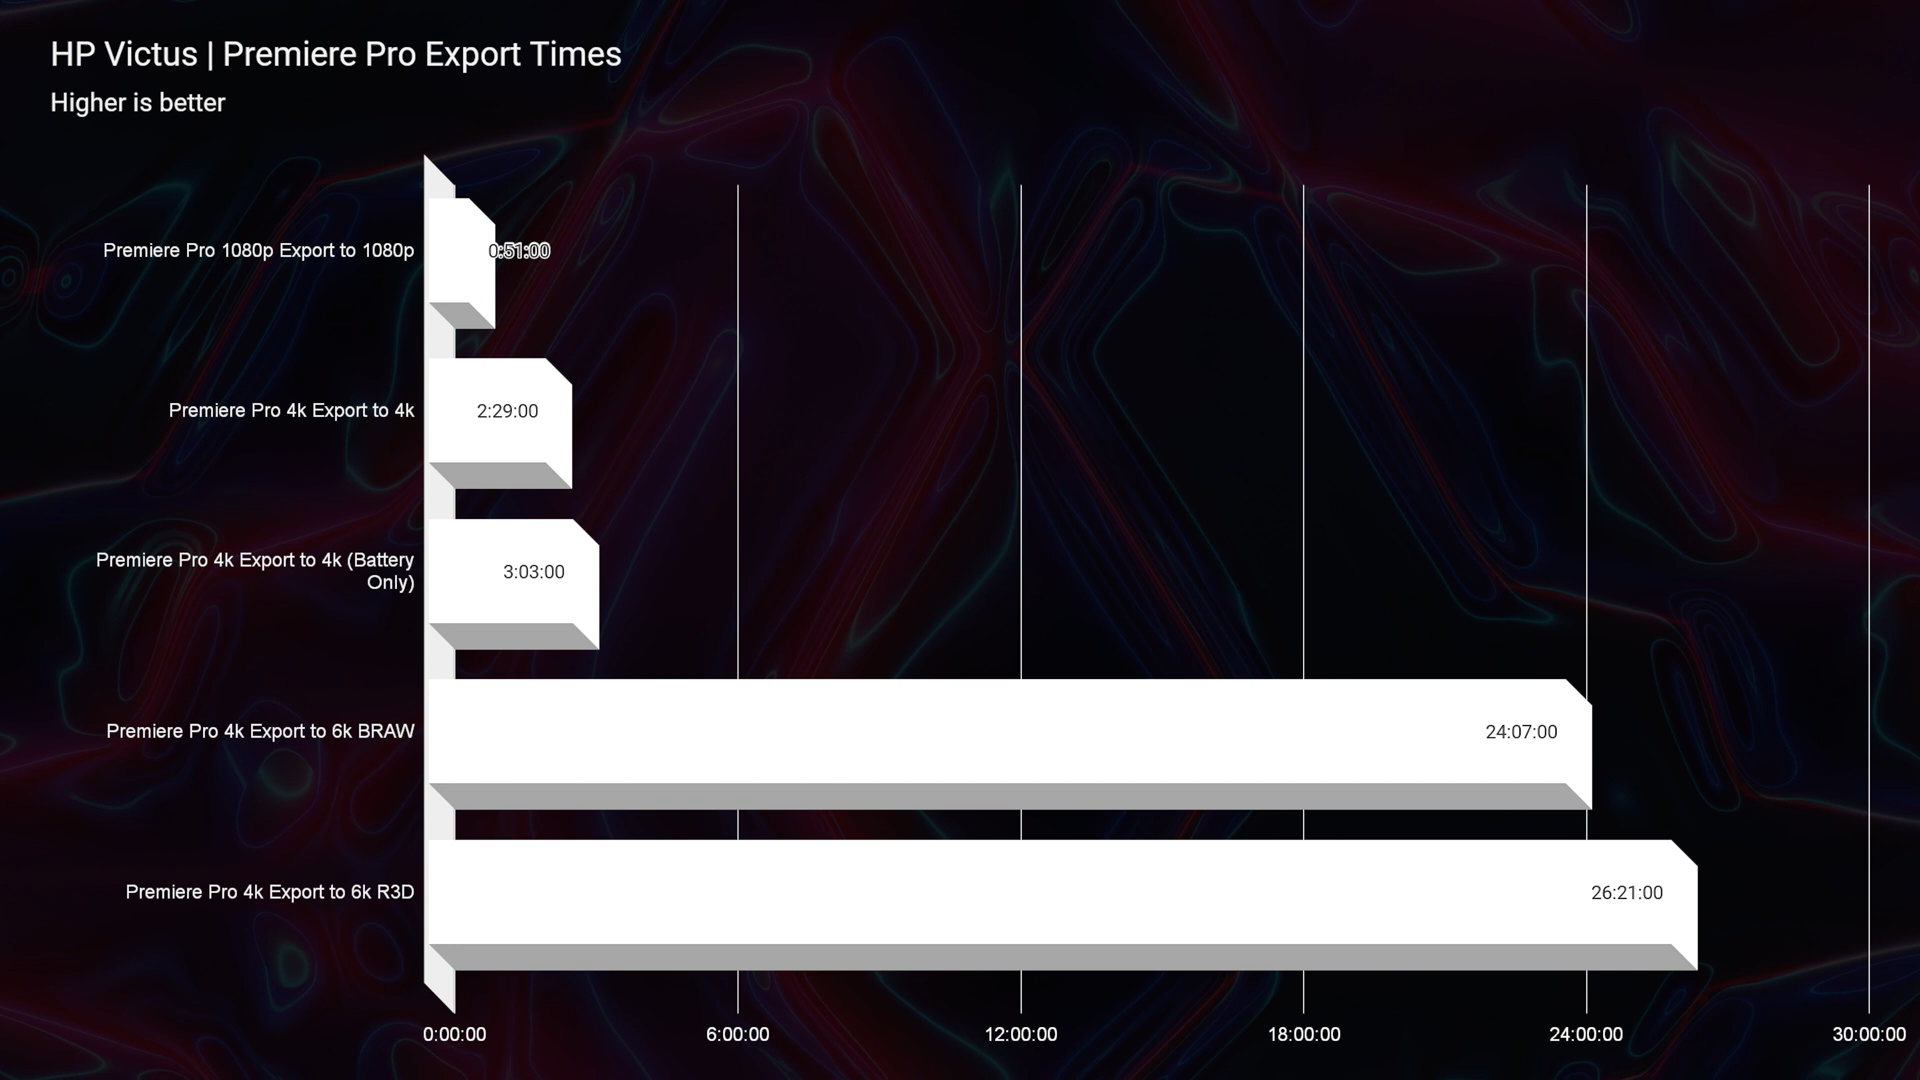 HP Victus | Premiere Pro Export Times
Higher is better
Premiere Pro 1080p Export to 1080p
0:51:00
Premiere Pro 4k Export to 4k
2:29:00
Premiere Pro 4k Export to 4k (Battery
Only)
3:03:00
Premiere Pro 4k Export to 6k BRAW
24:07:00
Premiere Pro 4k Export to 6k R3D
26:21:00
0:00:00
6:00:00
12:00:00
18:00:00
24:00:00
30:00:00